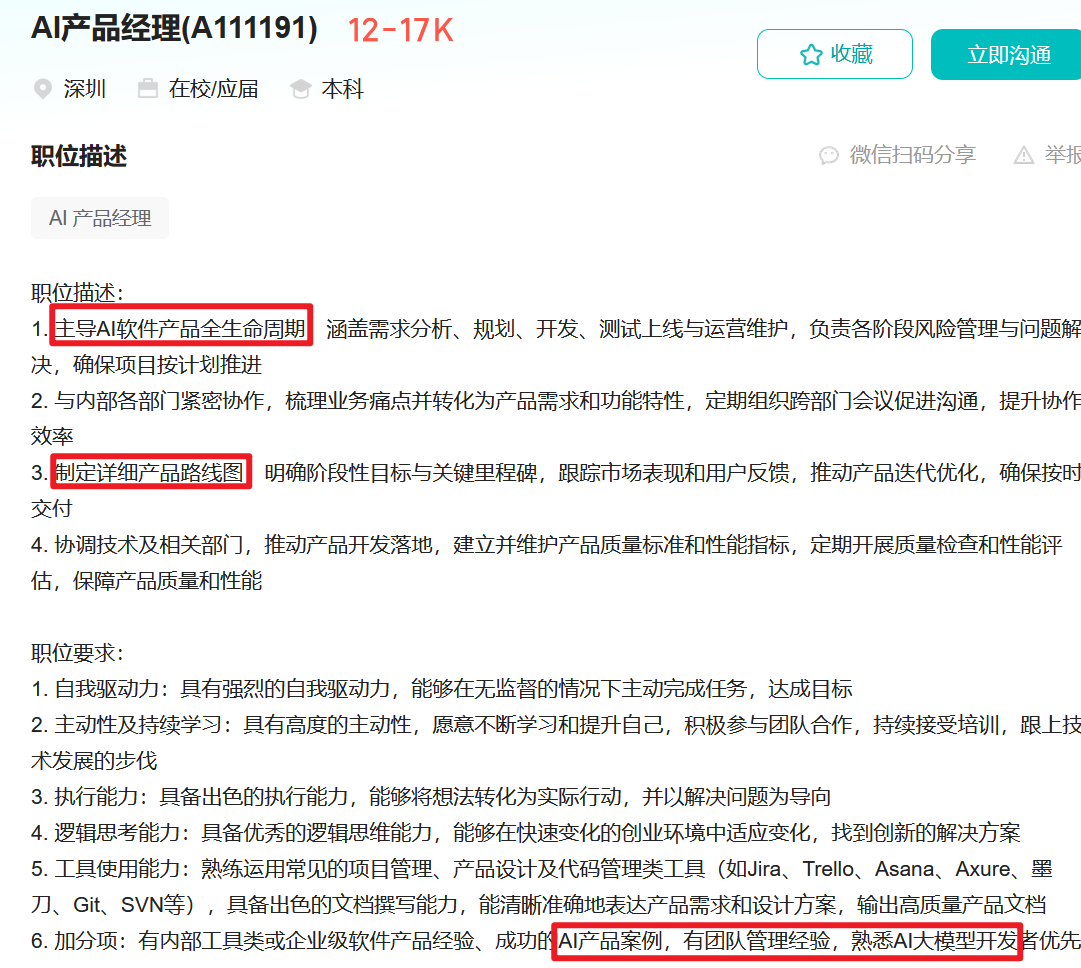 AI产品经理(A111191) 12-17K
收藏 立即沟通
深圳 在校/应届 本科
职位描述 微信扫码分享 举报
AI 产品经理
职位描述：
1. 主导AI软件产品全生命周期 涵盖需求分析、规划、开发、测试上线与运营维护，负责各阶段风险管理与问题解
决，确保项目按计划推进
2. 与内部各部门紧密协作，梳理业务痛点并转化为产品需求和功能特性，定期组织跨部门会议促进沟通，提升协作
效率
3. 制定详细产品路线图 明确阶段性目标与关键里程碑，跟踪市场表现和用户反馈，推动产品迭代优化，确保按时
交付
4. 协调技术及相关部门，推动产品开发落地，建立并维护产品质量标准和性能指标，定期开展质量检查和性能评
估，保障产品质量和性能
职位要求：
1. 自我驱动力：具有强烈的自我驱动力，能够在无监督的情况下主动完成任务，达成目标
2. 主动性及持续学习：具有高度的主动性，愿意不断学习和提升自己，积极参与团队合作，持续接受培训，跟上技
术发展的步伐
3. 执行能力：具备出色的执行能力，能够将想法转化为实际行动，并以解决问题为导向
4. 逻辑思考能力：具备优秀的逻辑思维能力，能够在快速变化的创业环境中适应变化，找到创新的解决方案
5. 工具使用能力：熟练运用常见的项目管理、产品设计及代码管理类工具（如Jira、Trello、Asana、Axure、墨
刀、Git、SVN等），具备出色的文档撰写能力，能清晰准确地表达产品需求和设计方案，输出高质量产品文档
6. 加分项：有内部工具类或企业级软件产品经验、成功的AI产品案例，有团队管理经验，熟悉AI大模型开发者优先